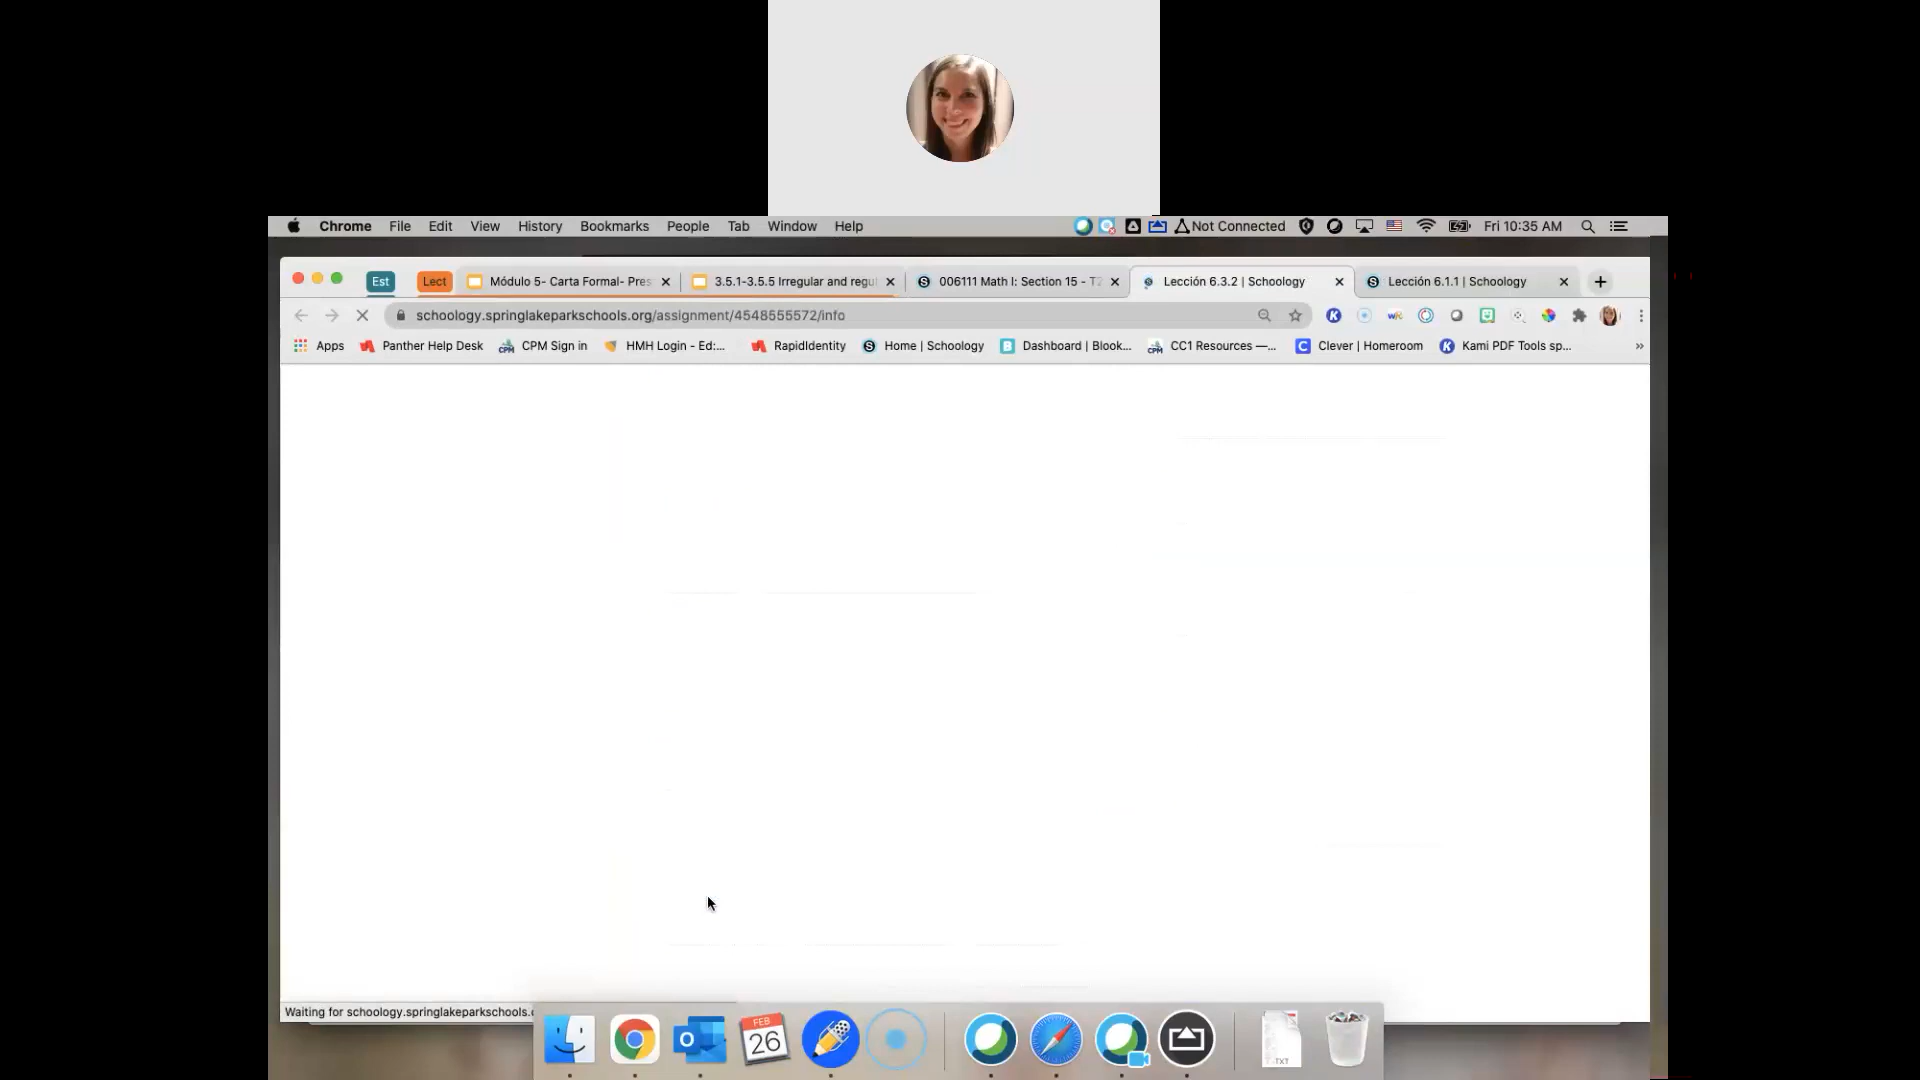 Chrome File Edit View History Bookmarks People Tab Window Help Not Connected Fri 10:35 AM
Est Lect Módulo 5- Carta Formal- Pres 3.5.1-3.5.5 Irregular and regu 006111 Math I: Section 15 - T2 Lección 6.3.2 | Schoology Lección 6.1.1 | Schoology
schoology.springlakeparkschools.org/assignment/4548555572/info
Apps Panther Help Desk CPM Sign in HMH Login - Ed:... RapidIdentity Home | Schoology Dashboard | Blook... CC1 Resources —... Clever | Homeroom Kami PDF Tools sp... »
Waiting for schoology.springlakeparkschools.
FEB
26
.TXT